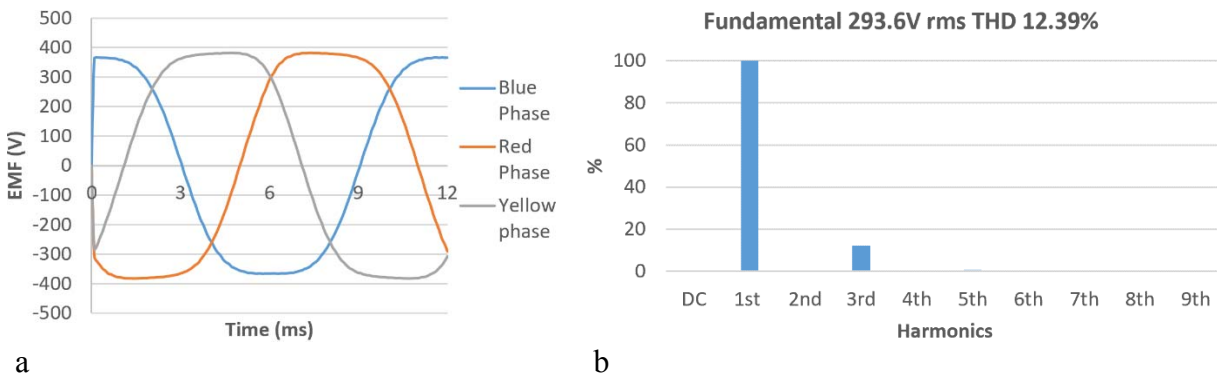 500
400
300
200
100
0
-100
-200
-300
-400
-500
EMF (V)
0 3 6 9 12
Time (ms)
Blue
Phase
Red
Phase
Yellow
phase
a
Fundamental 293.6V rms THD 12.39%
100
80
60
40
20
0
%
DC 1st 2nd 3rd 4th 5th 6th 7th 8th 9th
Harmonics
b